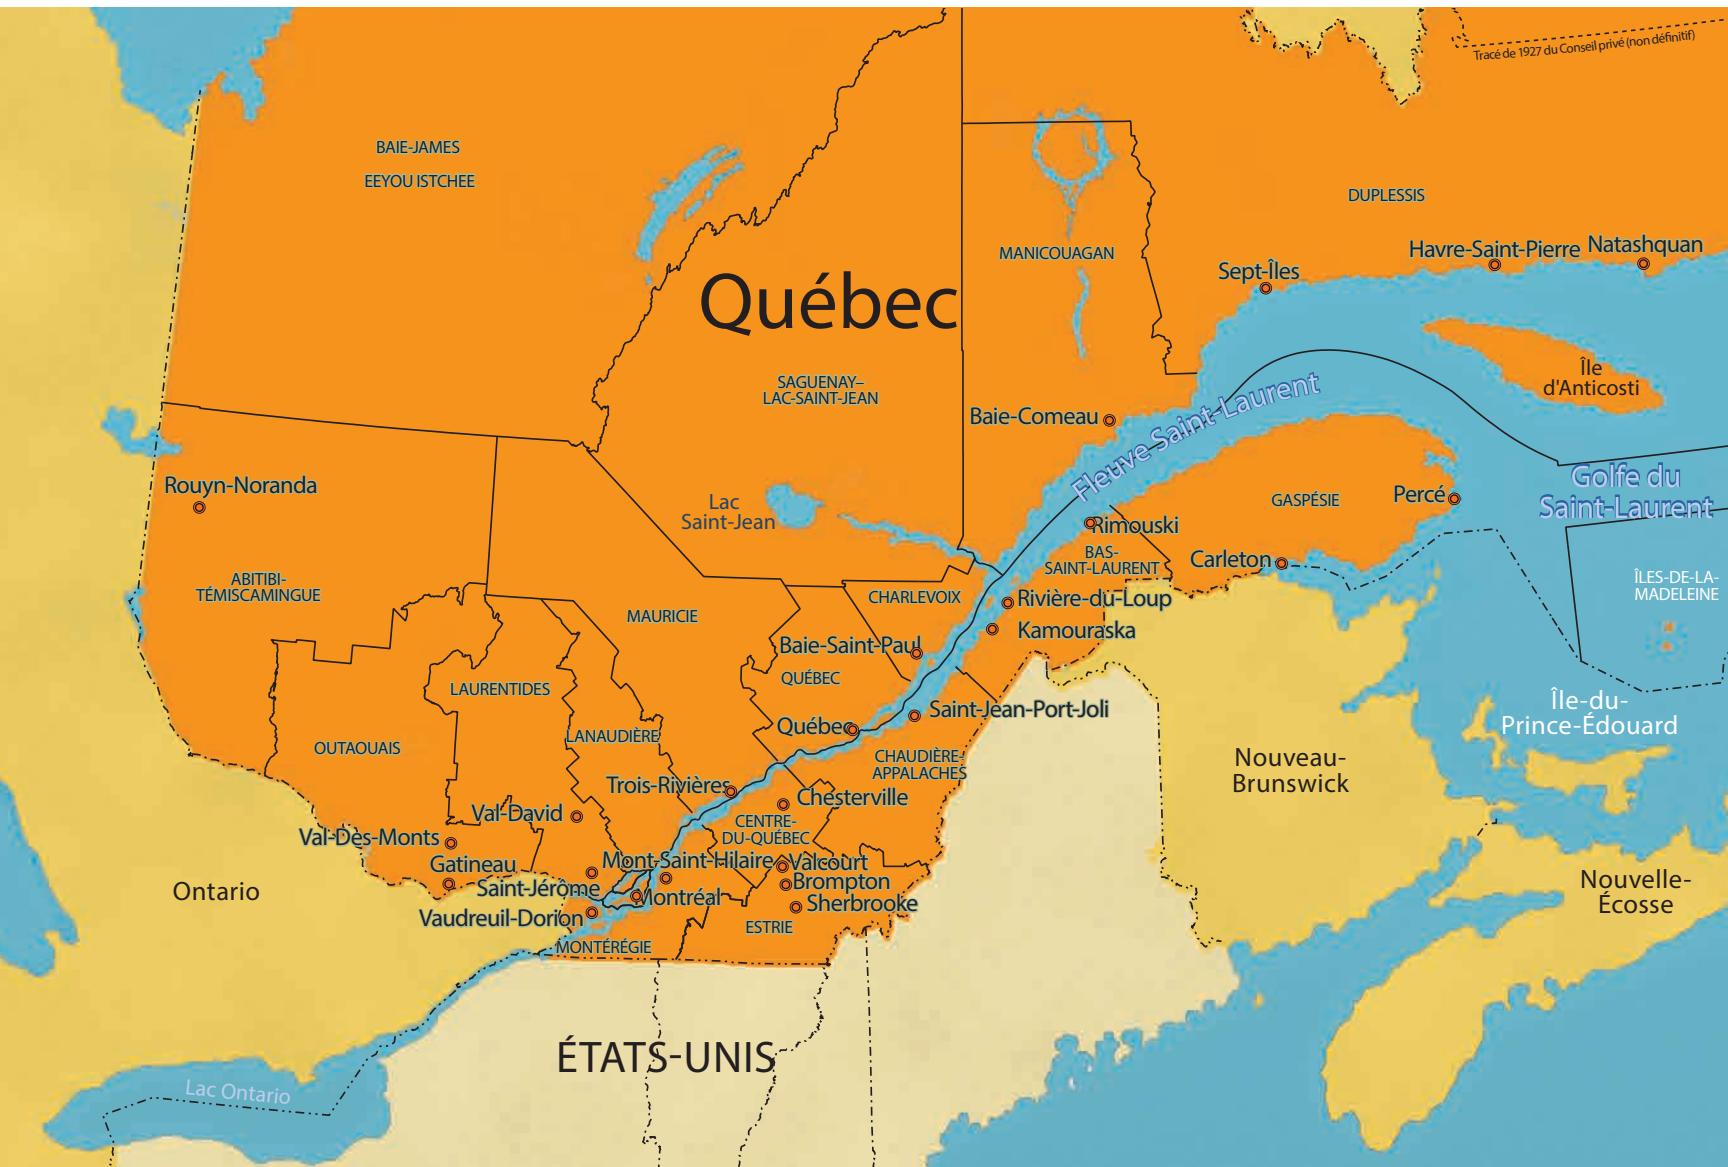 Tracé de 1927 du Conseil privé (non définitif)
BAIE-JAMES
EEYOU ISTCHEE
DUPLESSIS
MANICOUAGAN
Havre-Saint-Pierre
Natashquan
Sept-Îles
Québec
Île
d'Anticosti
SAGUENAY–
LAC-SAINT-JEAN
Baie-Comeau
Fleuve Saint-Laurent
Golfe du
Saint-Laurent
Rouyn-Noranda
Lac
Saint-Jean
GASPÉSIE
Percé
Rimouski
BAS-
SAINT-LAURENT
Carleton
ABITIBI-
TÉMISCAMINGUE
ÎLES-DE-LA-
MADELEINE
MAURICIE
CHARLEVOIX
Rivière-du-Loup
Kamouraska
Baie-Saint-Paul
QUÉBEC
LAURENTIDES
Île-du-
Prince-Édouard
Saint-Jean-Port-Joli
Québec
LANAUDIÈRE
OUTAOUAIS
CHAUDIÈRE-
APPALACHES
Nouveau-
Brunswick
Trois-Rivières
Chesterville
Val-David
CENTRE-
DU-QUÉBEC
Val-Des-Monts
Gatineau
Mont-Saint-Hilaire
Valcourt
Saint-Jérôme
Brompton
Montréal
Sherbrooke
Ontario
Nouvelle-
Écosse
Vaudreuil-Dorion
ESTRIE
MONTÉRÉGIE
ÉTATS-UNIS
Lac Ontario